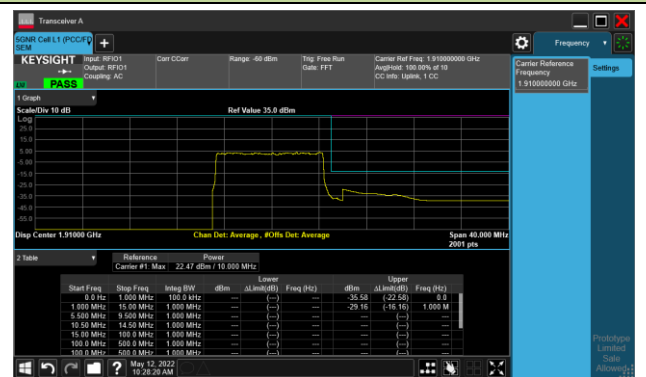 Transceiver A
5GNR Cell L1 (PCC/FD
SEM
Frequency
KEYSIGHT
Input: RFIO1
Output: RFIO1
Coupling: AC
Corr CCorr
Range: -60 dBm
Trig: Free Run
Gate: FFT
Carrier Ref Freq: 1.910000000 GHz
Avg|Hold: 100.00% of 10
CC Info: Uplink, 1 CC
PASS
Carrier Reference
Frequency
1.910000000 GHz
Settings
1 Graph
Scale/Div 10 dB
Ref Value 35.0 dBm
Log
25.0
15.0
5.00
-5.00
-15.0
-25.0
-35.0
-45.0
-55.0
Disp Center 1.91000 GHz
Chan Det: Average , #Offs Det: Average
Span 40.000 MHz
2001 pts
2 Table
Reference Power
Carrier #1: Max 22.47 dBm / 10.000 MHz
Lower Upper
Start Freq Stop Freq Integ BW dBm ΔLimit(dB) Freq (Hz) dBm ΔLimit(dB) Freq (Hz)
0.0 Hz 1.000 MHz 100.0 kHz --- (---) --- -35.58 (-22.58) 0.0
1.000 MHz 15.00 MHz 1.000 MHz --- (---) --- -29.16 (-16.16) 1.000 M
5.500 MHz 9.500 MHz 1.000 MHz --- (---) --- --- (---) ---
10.50 MHz 14.50 MHz 1.000 MHz --- (---) --- --- (---) ---
15.00 MHz 100.0 MHz 1.000 MHz --- (---) --- --- (---) ---
100.0 MHz 500.0 MHz 1.000 MHz --- (---) --- --- (---) ---
100.0 MHz 500.0 MHz 1.000 MHz --- (---) --- --- (---) ---
Prototype
Limited
Sale
Allowed
May 12, 2022
10:28:20 AM